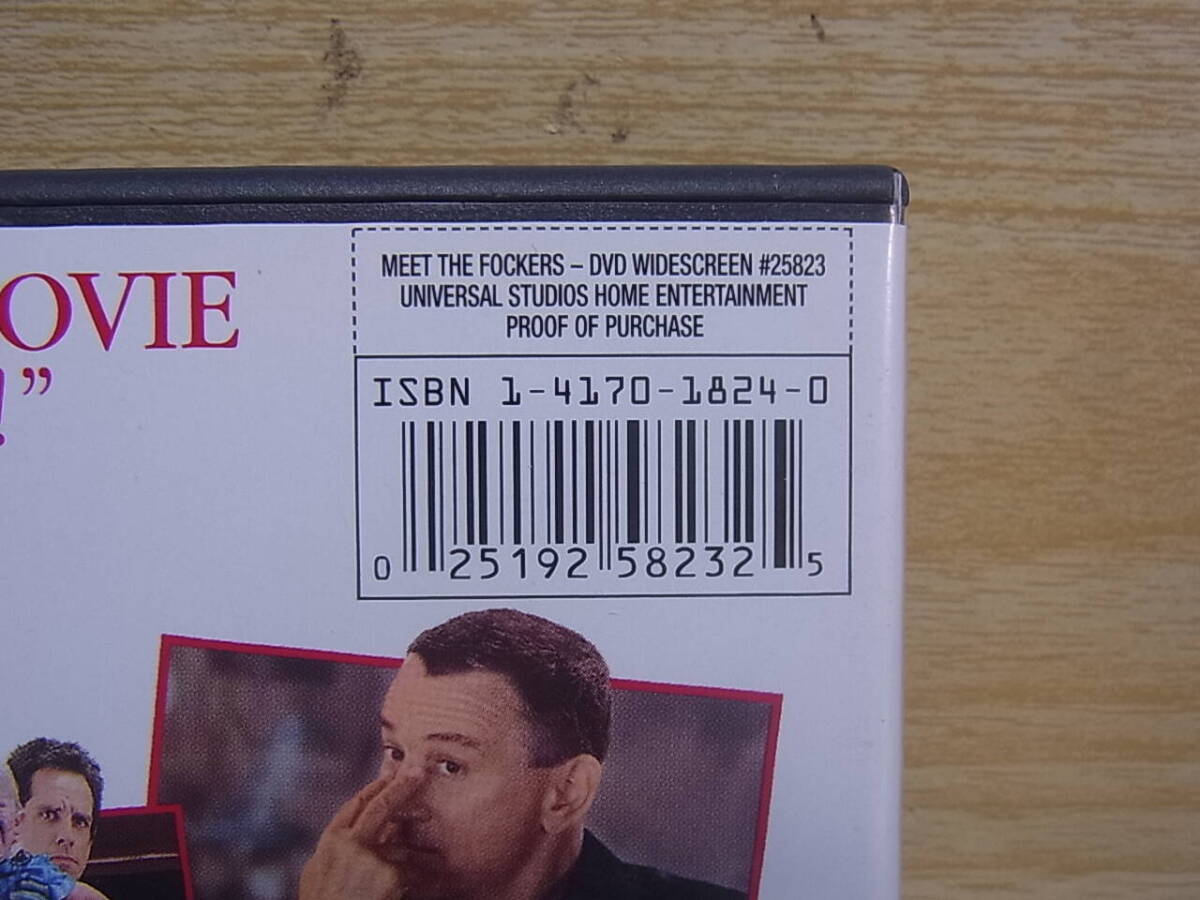 OVIE
!”
MEET THE FOCKERS – DVD WIDESCREEN #25823
UNIVERSAL STUDIOS HOME ENTERTAINMENT
PROOF OF PURCHASE
ISBN 1-4170-1824-0
0 25192 58232 5